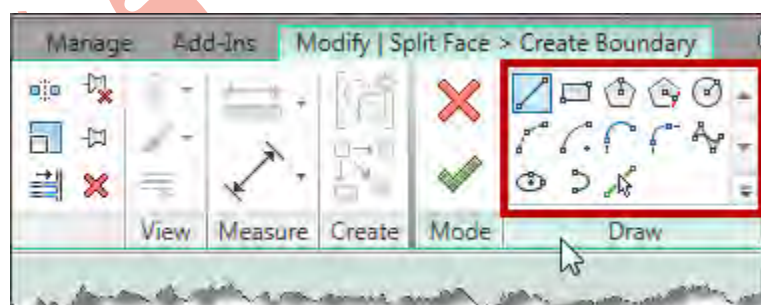 Manage Add-Ins Modify | Split Face > Create Boundary
View Measure Create Mode Draw